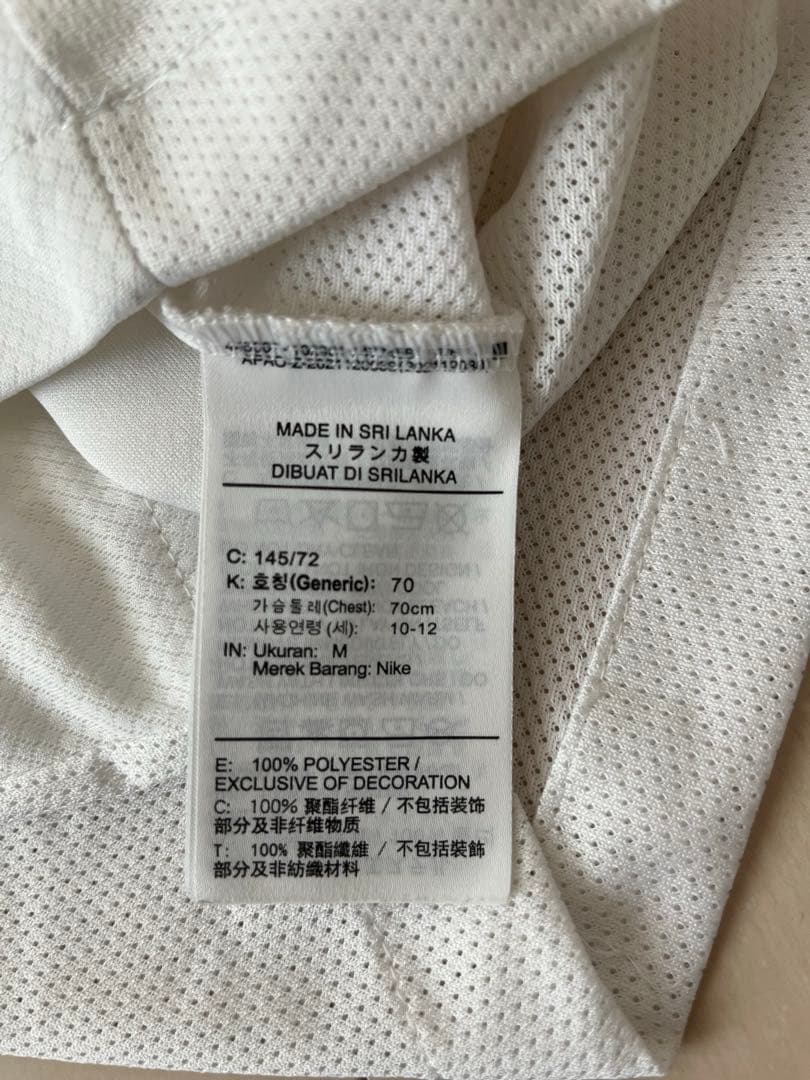 MADE IN SRI LANKA
スリランカ製
DIBUAT DI SRILANKA
C: 145/72
K: 호칭(Generic): 70
가슴둘레(Chest): 70cm
사용연령 (세): 10-12
IN: Ukuran: M
Merek Barang: Nike
E: 100% POLYESTER /
EXCLUSIVE OF DECORATION
C: 100% 聚酯纤维 / 不包括装饰
部分及非纤维物质
T: 100% 聚酯纖維 / 不包括裝飾
部分及非紡織材料